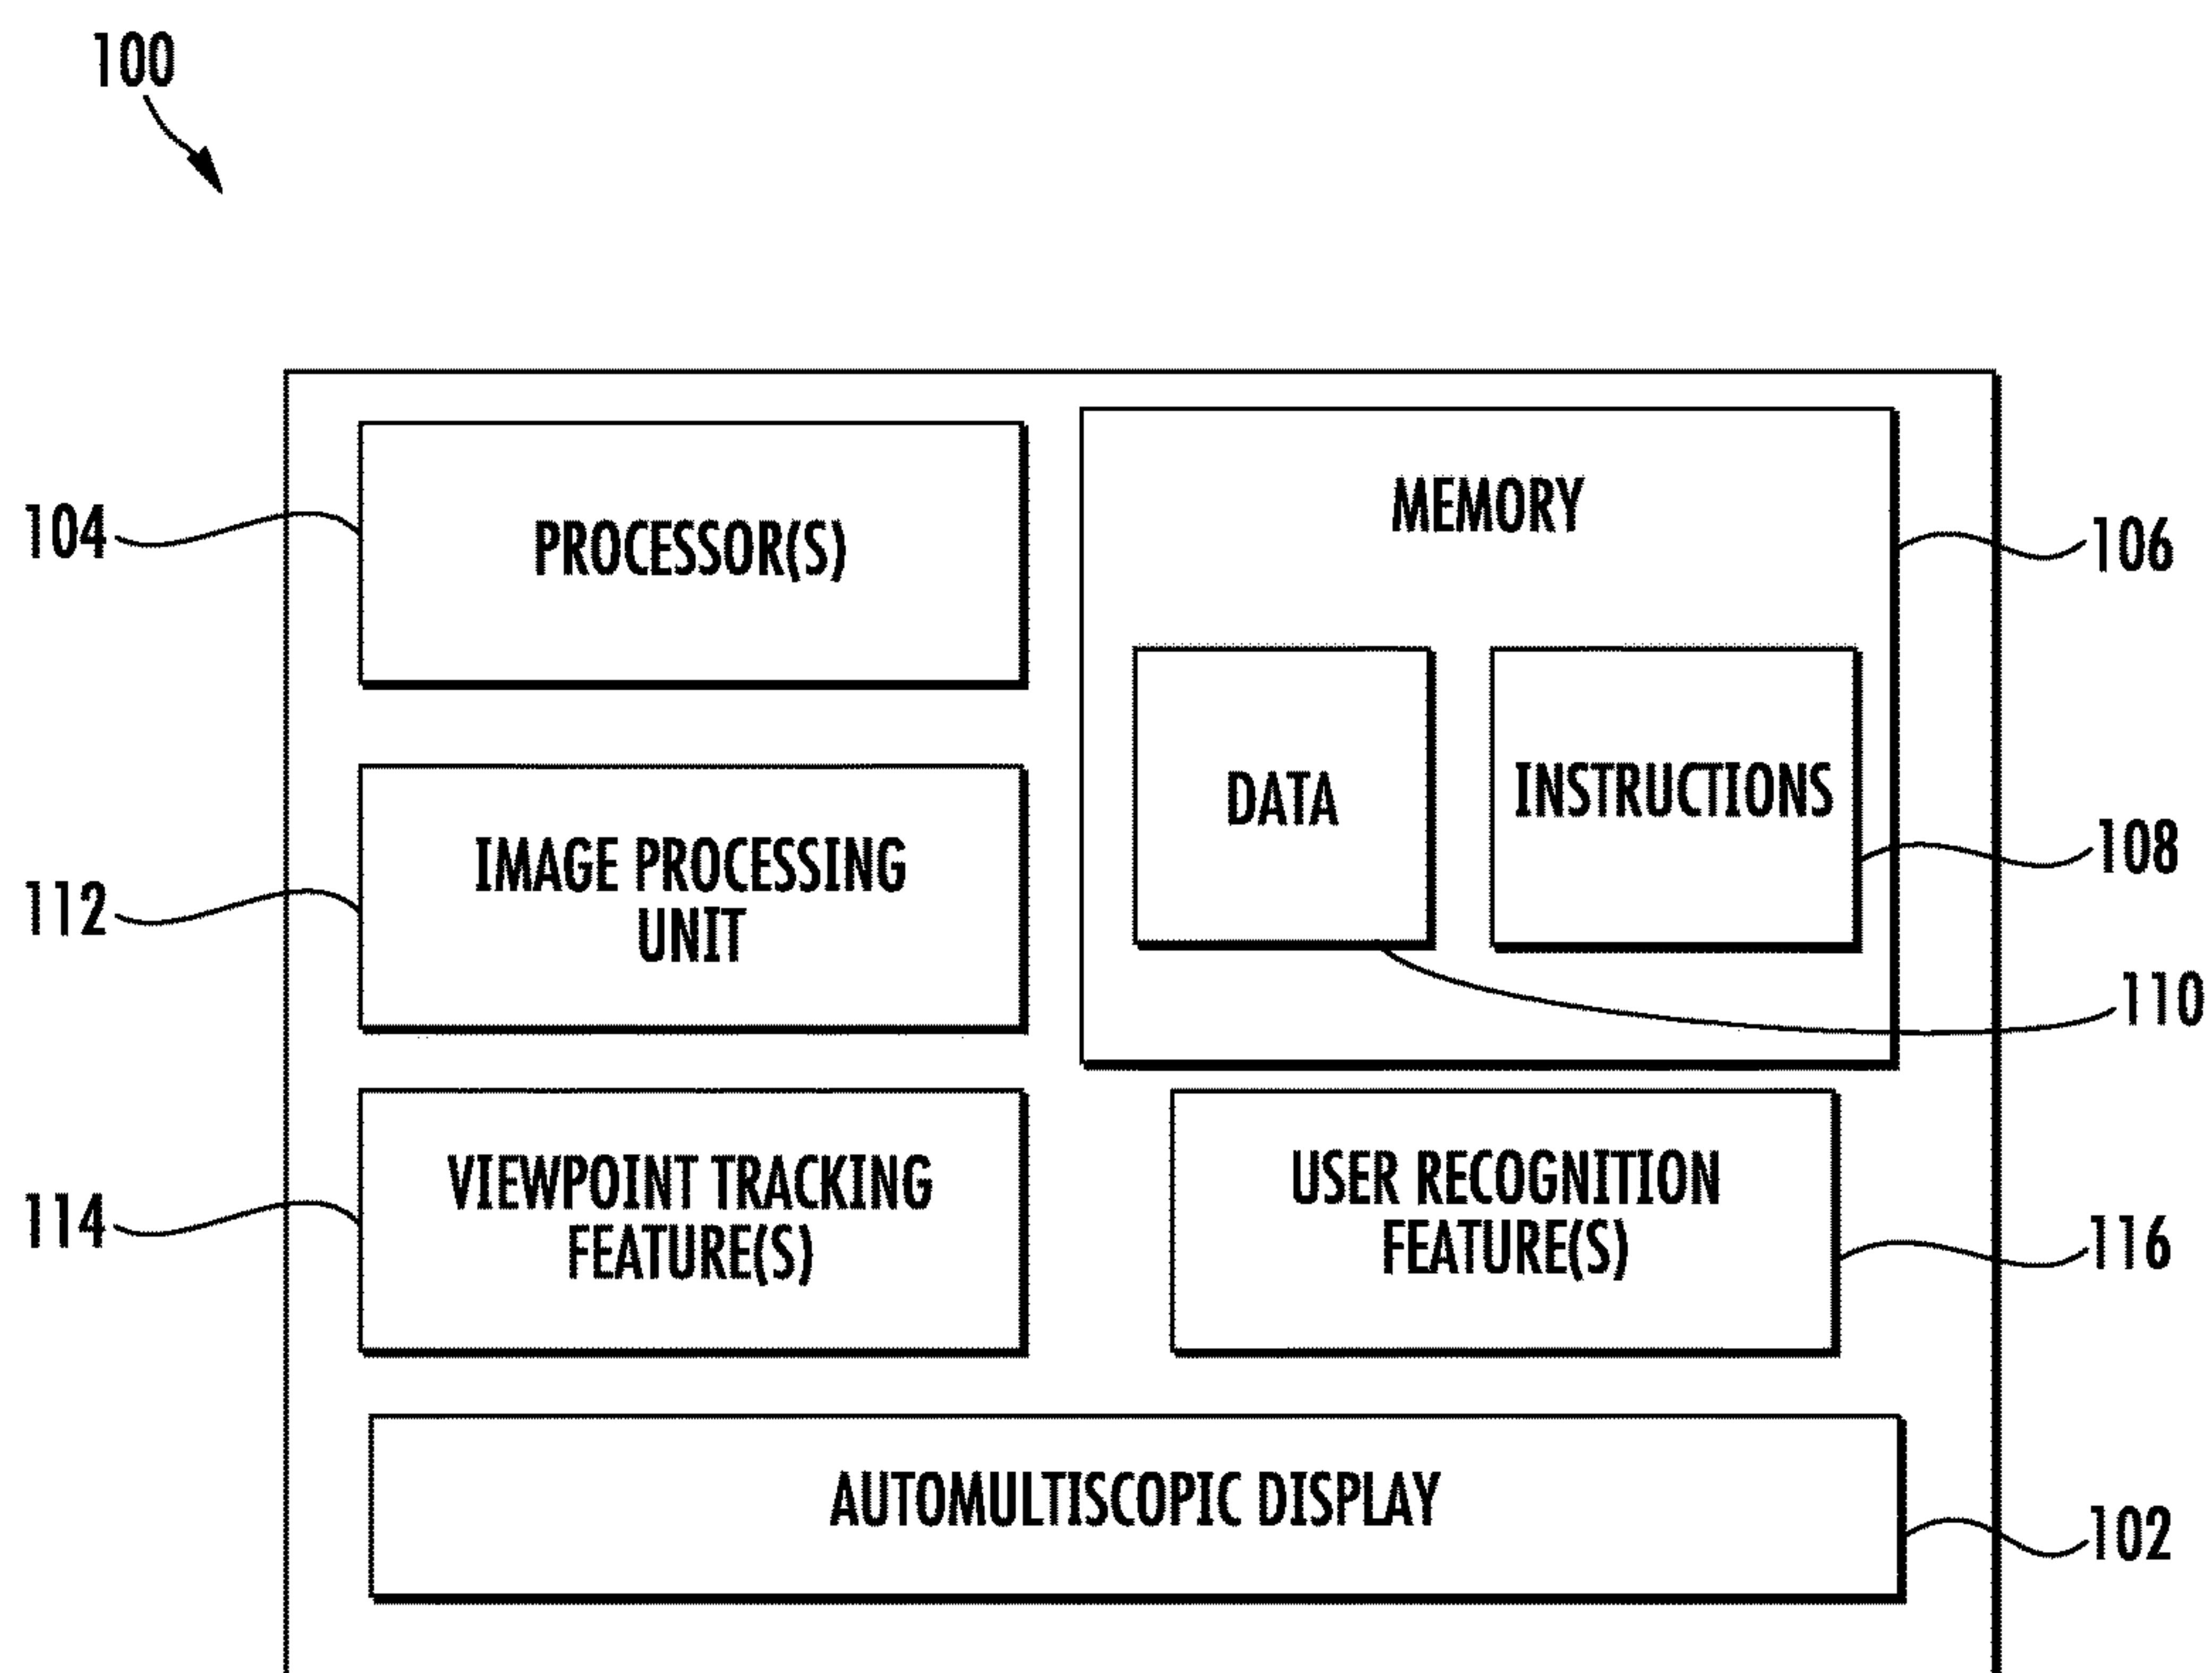 100
PROCESSOR(S)
104
MEMORY
106
DATA
INSTRUCTIONS
108
110
IMAGE PROCESSING
UNIT
112
VIEWPOINT TRACKING
FEATURE(S)
114
USER RECOGNITION
FEATURE(S)
116
AUTOMULTISCOPIC DISPLAY
102